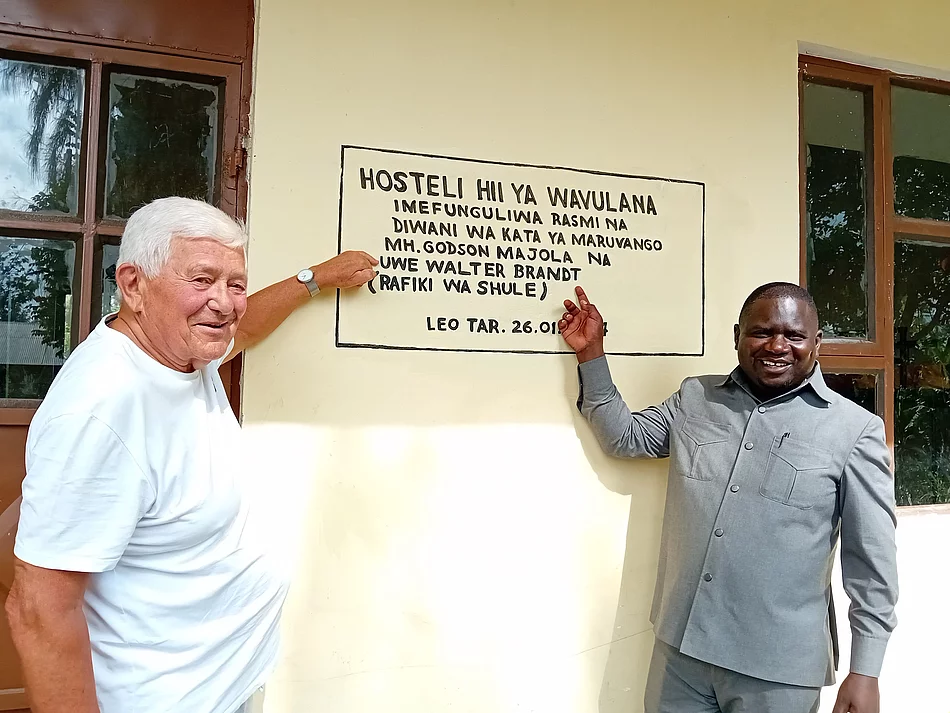 HOSTELI HII YA WAVULANA
IMEFUNGULIWA RASMI NA
DIWANI WA KATA YA MARUVANGO
MH. GODSON MAJOLA NA
UWE WALTER BRANDT
(RAFIKI WA SHULE)
LEO TAR.